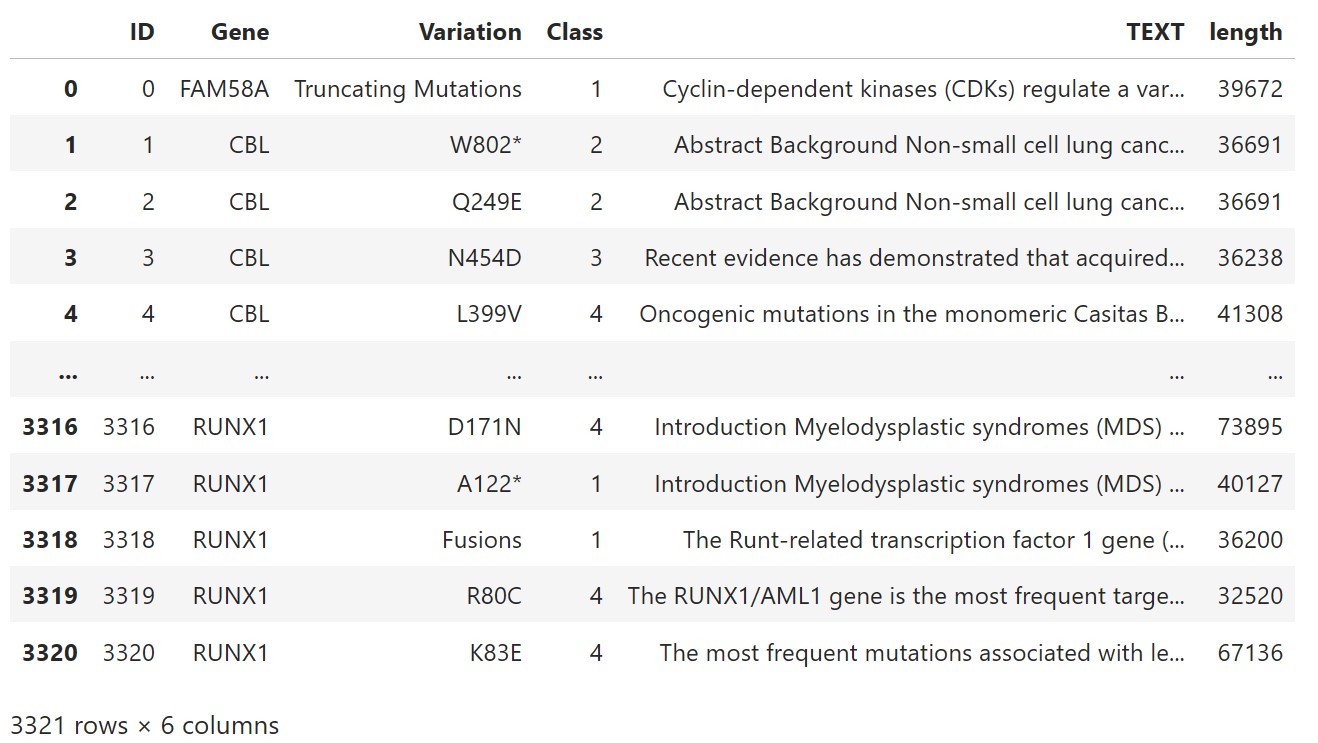 ID Gene Variation Class TEXT length
0 0 FAM58A Truncating Mutations 1 Cyclin-dependent kinases (CDKs) regulate a var... 39672
1 1 CBL W802* 2 Abstract Background Non-small cell lung canc... 36691
2 2 CBL Q249E 2 Abstract Background Non-small cell lung canc... 36691
3 3 CBL N454D 3 Recent evidence has demonstrated that acquired... 36238
4 4 CBL L399V 4 Oncogenic mutations in the monomeric Casitas B... 41308
... ... ... ... ... ... ...
3316 3316 RUNX1 D171N 4 Introduction Myelodysplastic syndromes (MDS) ... 73895
3317 3317 RUNX1 A122* 1 Introduction Myelodysplastic syndromes (MDS) ... 40127
3318 3318 RUNX1 Fusions 1 The Runt-related transcription factor 1 gene (... 36200
3319 3319 RUNX1 R80C 4 The RUNX1/AML1 gene is the most frequent targe... 32520
3320 3320 RUNX1 K83E 4 The most frequent mutations associated with le... 67136
3321 rows × 6 columns